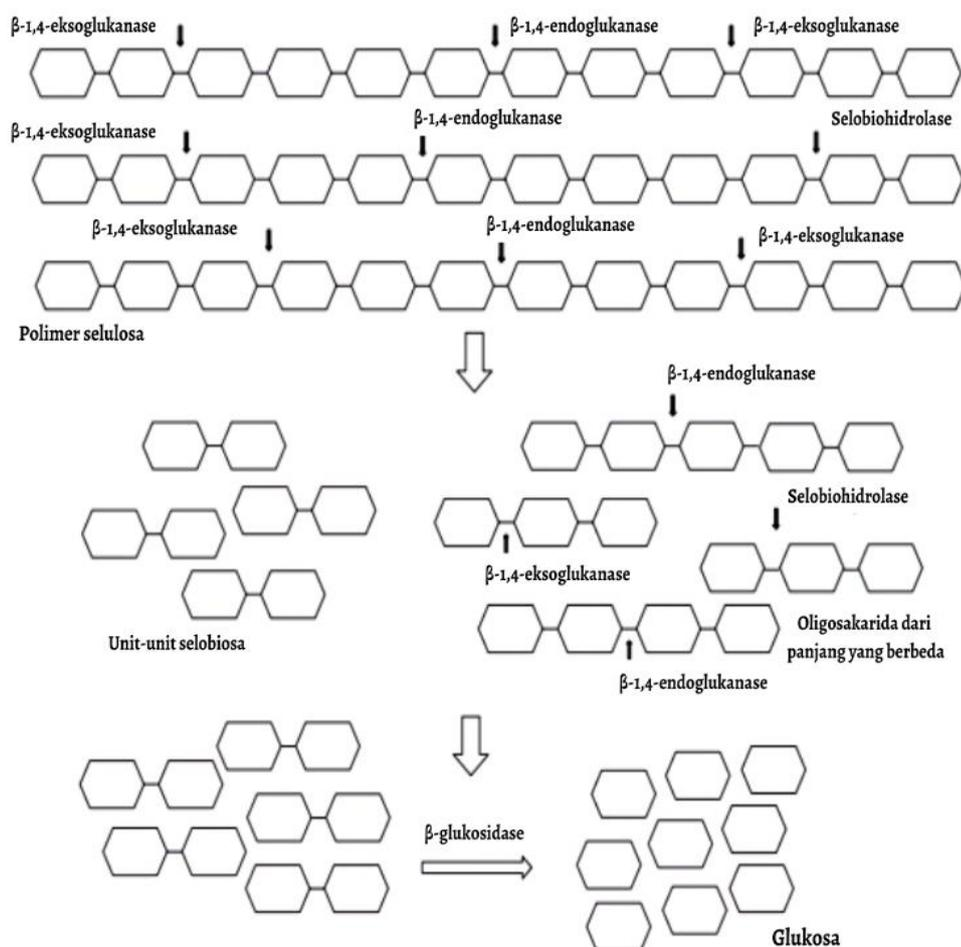 β-1,4-eksoglukanase
β-1,4-endoglukanase
β-1,4-eksoglukanase
Selobiohidrolase
β-1,4-eksoglukanase
β-1,4-endoglukanase
β-1,4-eksoglukanase
β-1,4-endoglukanase
β-1,4-eksoglukanase
Polimer selulosa
β-1,4-endoglukanase
Selobiohidrolase
β-1,4-eksoglukanase
Oligosakarida dari
panjang yang berbeda
Unit-unit selobiosa
β-1,4-endoglukanase
β-glukosidase
Glukosa